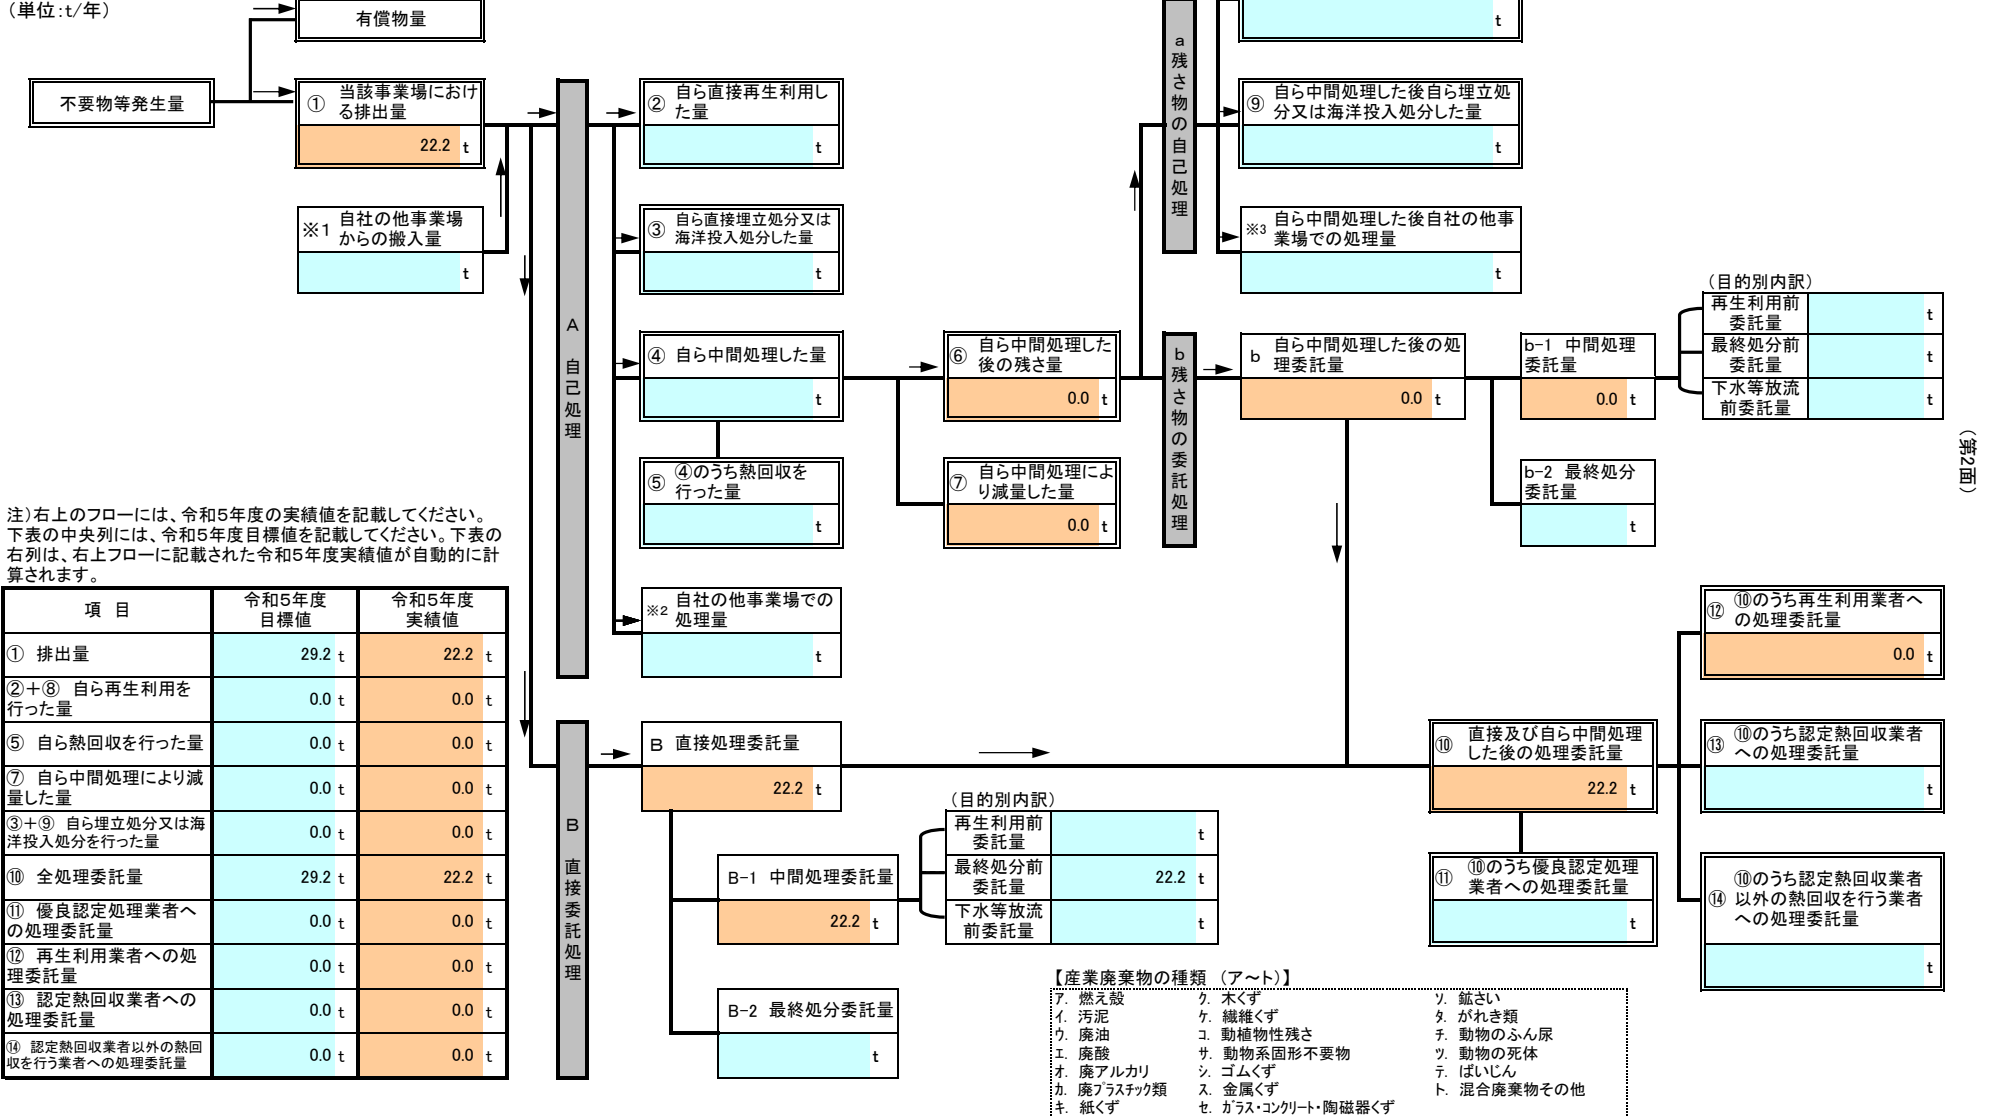 （単位:t/年）
有償物量
t
不要物等発生量
① 当該事業場におけ
る排出量
22.2 t
※1 自社の他事業場
からの搬入量
t
A 自己処理
② 自ら直接再生利用し
た量
t
③ 自ら直接埋立処分又は
海洋投入処分した量
t
④ 自ら中間処理した量
t
⑤ ④のうち熱回収を
行った量
t
※2 自社の他事業場での
処理量
t
⑥ 自ら中間処理した
後の残さ量
0.0 t
⑦ 自ら中間処理によ
り減量した量
0.0 t
a残さ物の自己処理
⑨ 自ら中間処理した後自ら埋立処
分又は海洋投入処分した量
t
※3 自ら中間処理した後自社の他事
業場での処理量
t
b残さ物の委託処理
b 自ら中間処理した後の処
理委託量
0.0 t
b-1 中間処理
委託量
0.0 t
b-2 最終処分
委託量
t
（目的別内訳）
再生利用前
委託量
t
最終処分前
委託量
t
下水等放流
前委託量
t
（第2面）
注）右上のフローには、令和5年度の実績値を記載してください。
下表の中央列には、令和5年度目標値を記載してください。下表の
右列は、右上フローに記載された令和5年度実績値が自動的に計
算されます。
項 目
令和5年度
目標値
令和5年度
実績値
① 排出量
29.2 t
22.2 t
②＋⑧ 自ら再生利用を
行った量
0.0 t
0.0 t
⑤ 自ら熱回収を行った量
0.0 t
0.0 t
⑦ 自ら中間処理により減
量した量
0.0 t
0.0 t
③＋⑨ 自ら埋立処分又は海
洋投入処分を行った量
0.0 t
0.0 t
⑩ 全処理委託量
29.2 t
22.2 t
⑪ 優良認定処理業者へ
の処理委託量
0.0 t
0.0 t
⑫ 再生利用業者への処
理委託量
0.0 t
0.0 t
⑬ 認定熱回収業者への
処理委託量
0.0 t
0.0 t
⑭ 認定熱回収業者以外の熱回
収を行う業者への処理委託量
0.0 t
0.0 t
B 直接委託処理
B 直接処理委託量
22.2 t
B-1 中間処理委託量
22.2 t
B-2 最終処分委託量
t
（目的別内訳）
再生利用前
委託量
t
最終処分前
委託量
22.2 t
下水等放流
前委託量
t
⑩ 直接及び自ら中間処理
した後の処理委託量
22.2 t
⑪ ⑩のうち優良認定処理
業者への処理委託量
t
⑫ ⑩のうち再生利用業者へ
の処理委託量
0.0 t
⑬ ⑩のうち認定熱回収業者
への処理委託量
t
⑭ ⑩のうち認定熱回収業者
以外の熱回収を行う業者
への処理委託量
t
【産業廃棄物の種類 （ア～ト）】
ｱ. 燃え殻
ｲ. 汚泥
ｳ. 廃油
ｴ. 廃酸
ｵ. 廃アルカリ
ｶ. 廃ﾌﾟﾗｽﾁｯｸ類
ｷ. 紙くず
ｸ. 木くず
ｹ. 繊維くず
ｺ. 動植物性残さ
ｻ. 動物系固形不要物
ｼ. ゴムくず
ｽ. 金属くず
ｾ. ｶﾞﾗｽ・ｺﾝｸﾘｰﾄ・陶磁器くず
ｿ. 鉱さい
ﾀ. がれき類
ﾁ. 動物のふん尿
ﾂ. 動物の死体
ﾃ. ばいじん
ﾄ. 混合廃棄物その他